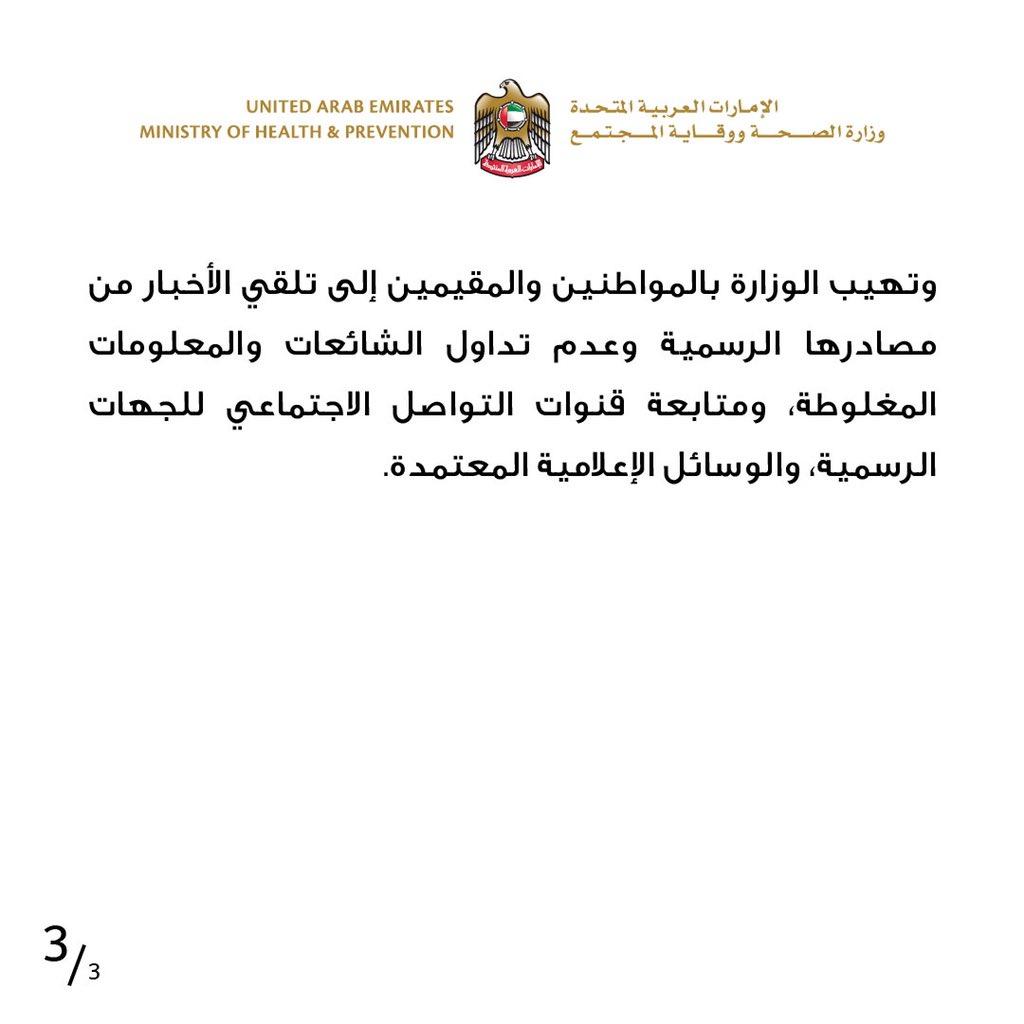 UNITED ARAB EMIRATES
MINISTRY OF HEALTH & PREVENTION
الإمارات العربية المتحدة
وزارة الصحة ووقاية المجتمع
الإمارات العربية المتحدة
وتهيب الوزارة بالمواطنين والمقيمين إلى تلقي الأخبار من
مصادرها الرسمية وعدم تداول الشائعات والمعلومات
المغلوطة، ومتابعة قنوات التواصل الاجتماعي للجهات
الرسمية، والوسائل الإعلامية المعتمدة.
3/3